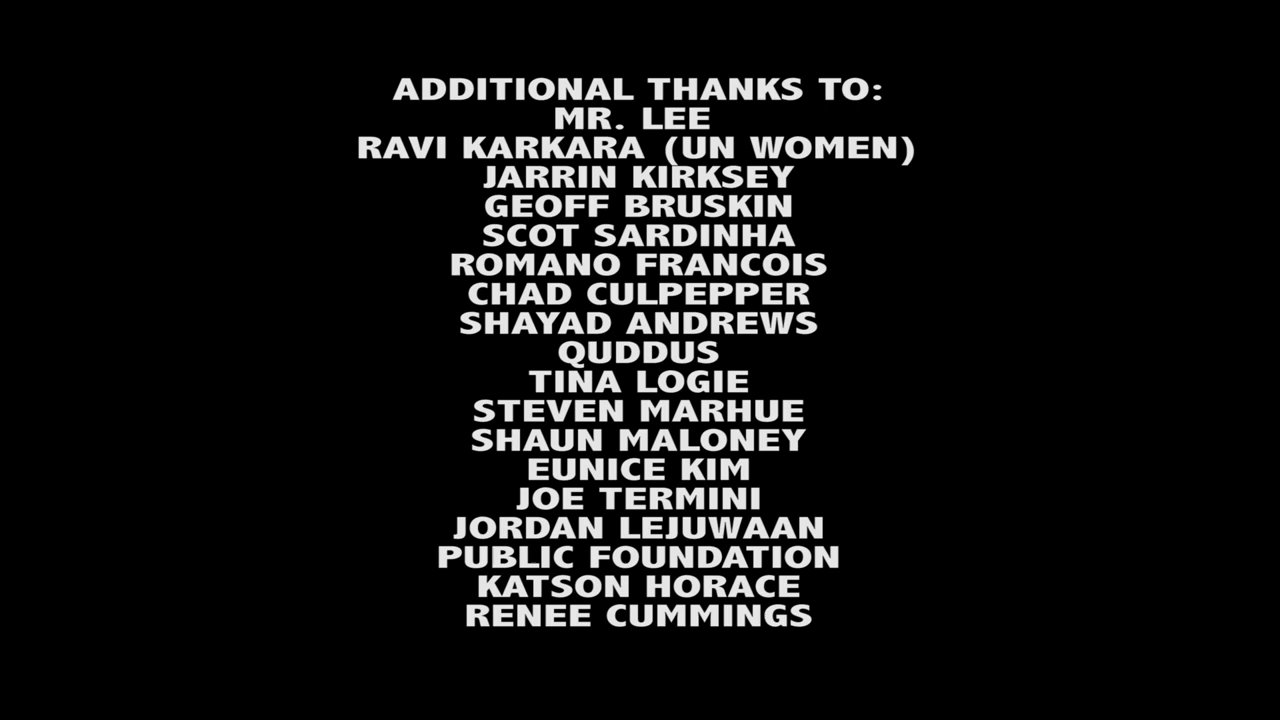 ADDITIONAL THANKS TO:
MR. LEE
RAVI KARKARA (UN WOMEN)
JARRIN KIRKSEY
GEOFF BRUSKIN
SCOT SARDINHA
ROMANO FRANCOIS
CHAD CULPEPPER
SHAYAD ANDREWS
QUDDUS
TINA LOGIE
STEVEN MARHUE
SHAUN MALONEY
EUNICE KIM
JOE TERMINI
JORDAN LEJUWAAN
PUBLIC FOUNDATION
KATSON HORACE
RENEE CUMMINGS